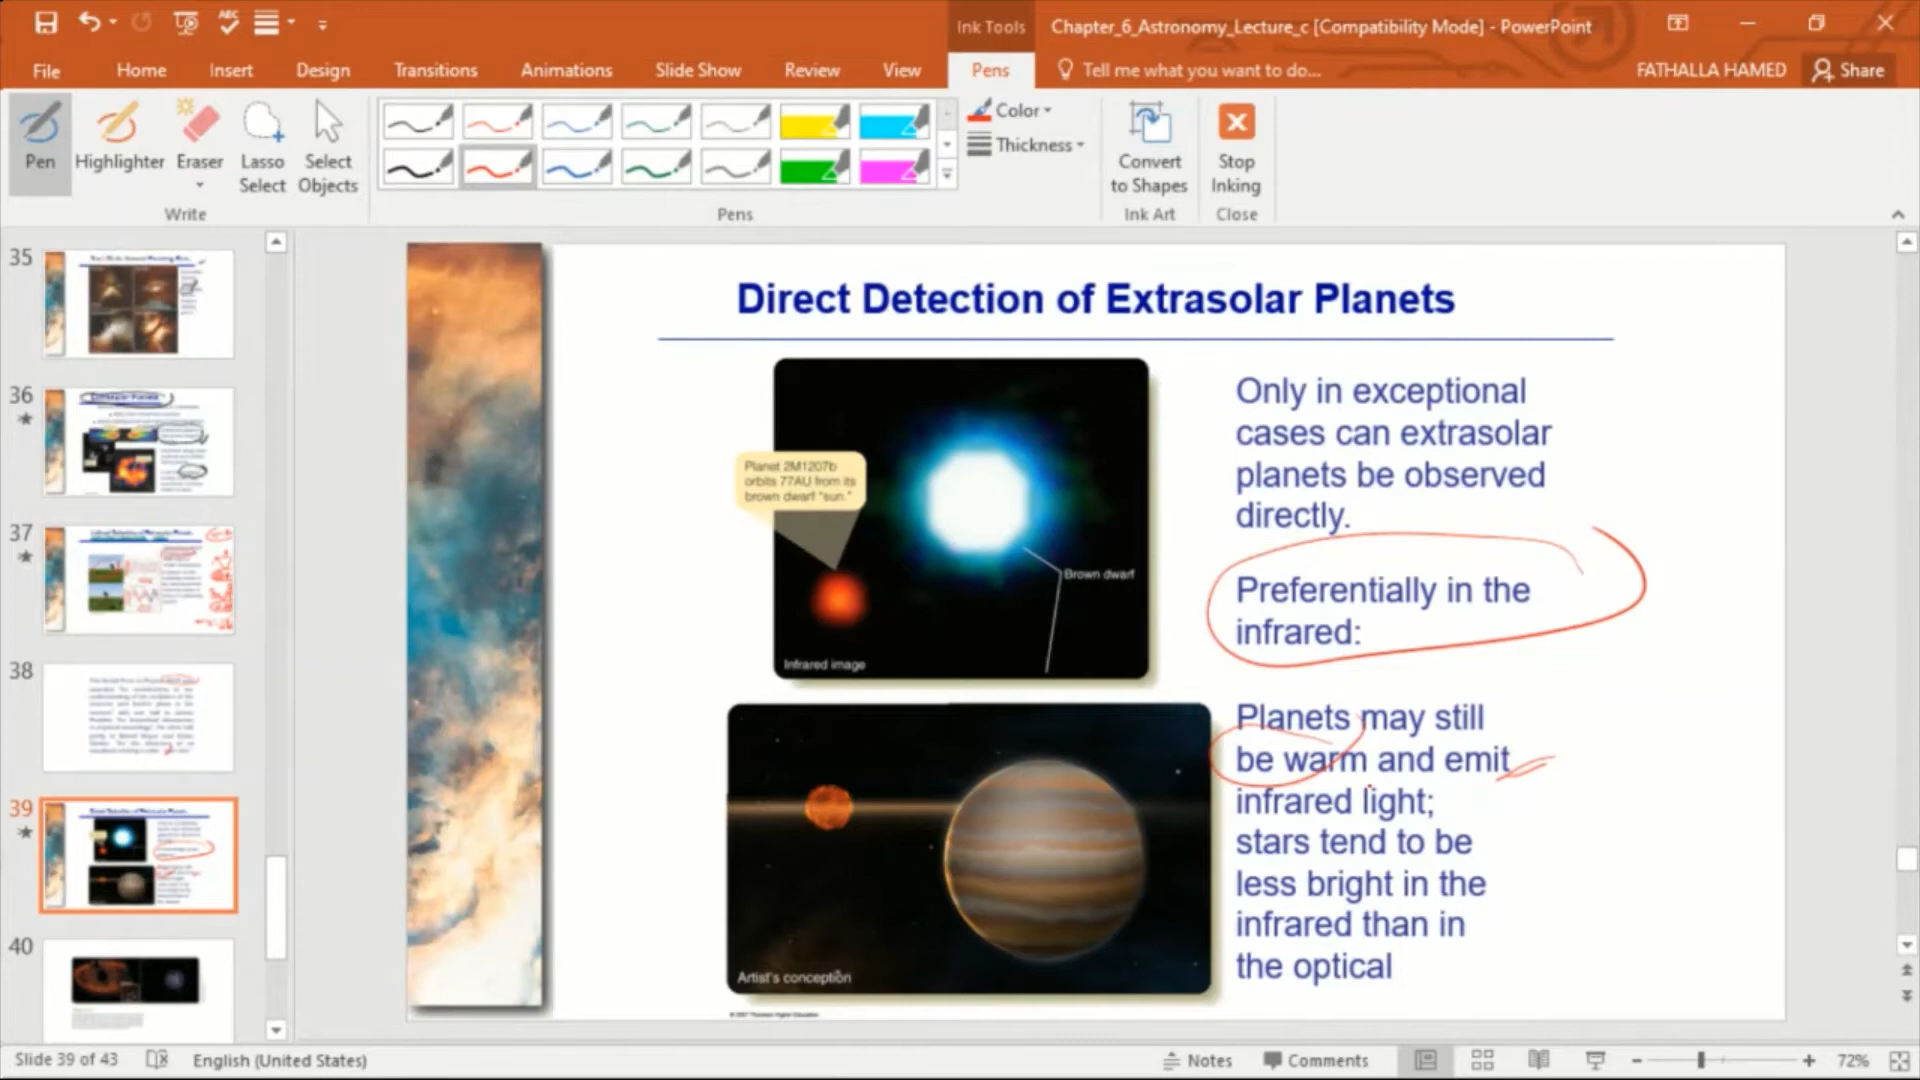 ABC
Ink Tools
Chapter_6_Astronomy_Lecture_c [Compatibility Mode] - PowerPoint
File
Home
Insert
Design
Transitions
Animations
Slide Show
Review
View
Pens
Tell me what you want to do...
FATHALLA HAMED
Share
Pen
Highlighter
Eraser
Lasso
Select
Select
Objects
Write
Pens
Color
Thickness
Convert
to Shapes
Ink Art
Stop
Inking
Close
35
36
37
38
39
40
Direct Detection of Extrasolar Planets
Planet 2M1207b
orbits 77AU from its
brown dwarf "sun."
Brown dwarf
Infrared image
Artist's conception
Only in exceptional
cases can extrasolar
planets be observed
directly.
Preferentially in the
infrared:
Planets may still
be warm and emit
infrared light;
stars tend to be
less bright in the
infrared than in
the optical
© 2007 Thomson Higher Education
Slide 39 of 43
English (United States)
Notes
Comments
72%